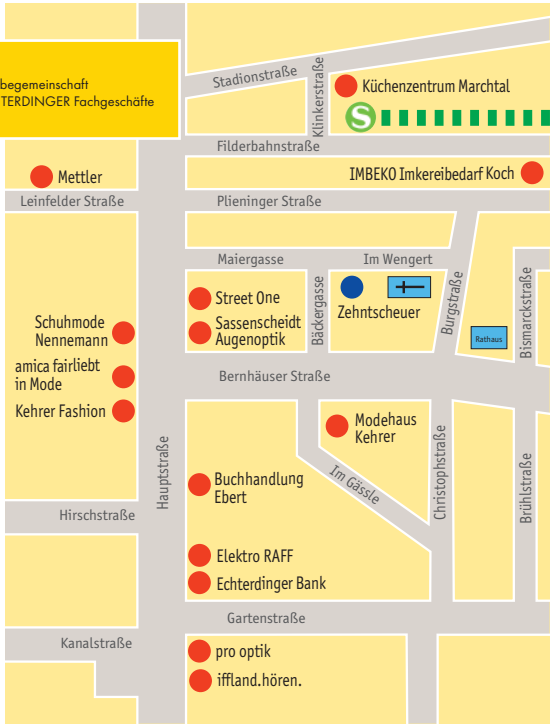 begemeinschaft
TERDINGER Fachgeschäfte
Stadionstraße
Klinkerstraße
Küchenzentrum Marchtal
S
Filderbahnstraße
Mettler
IMBEKO Imkereibedarf Koch
Leinfelder Straße
Plieninger Straße
Maiergasse
Im Wengert
Street One
Bäckergasse
Zehntscheuer
Burgstraße
Bismarckstraße
Sassenscheidt
Augenoptik
Rathaus
Schuhmode
Nennemann
amica fairliebt
in Mode
Kehrer Fashion
Bernhäuser Straße
Modehaus
Kehrer
Hauptstraße
Buchhandlung
Ebert
Im Gässle
Christophstraße
Brühlstraße
Hirschstraße
Elektro RAFF
Echterdinger Bank
Gartenstraße
Kanalstraße
pro optik
iffland.hören.